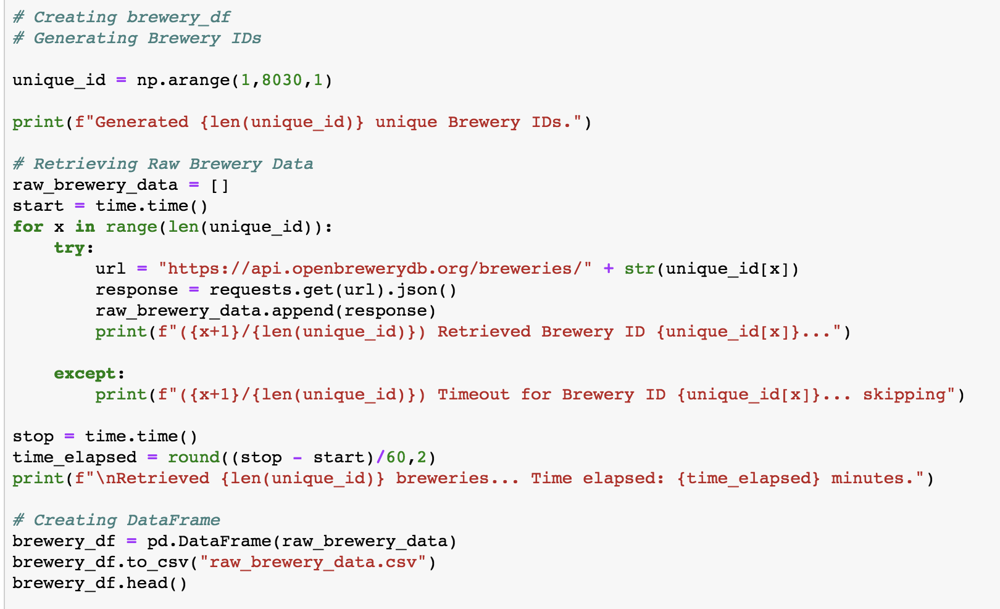 # Creating brewery_df
# Generating Brewery IDs
unique_id = np.arange(1,8030,1)
print(f"Generated {len(unique_id)} unique Brewery IDs.")
# Retrieving Raw Brewery Data
raw_brewery_data = []
start = time.time()
for x in range(len(unique_id)):
    try:
        url = "https://api.openbrewerydb.org/breweries/" + str(unique_id[x])
        response = requests.get(url).json()
        raw_brewery_data.append(response)
        print(f"({x+1}/{len(unique_id)}) Retrieved Brewery ID {unique_id[x]}...")
    except:
        print(f"({x+1}/{len(unique_id)}) Timeout for Brewery ID {unique_id[x]}... skipping")
stop = time.time()
time_elapsed = round((stop - start)/60,2)
print(f"\nRetrieved {len(unique_id)} breweries... Time elapsed: {time_elapsed} minutes.")
# Creating DataFrame
brewery_df = pd.DataFrame(raw_brewery_data)
brewery_df.to_csv("raw_brewery_data.csv")
brewery_df.head()